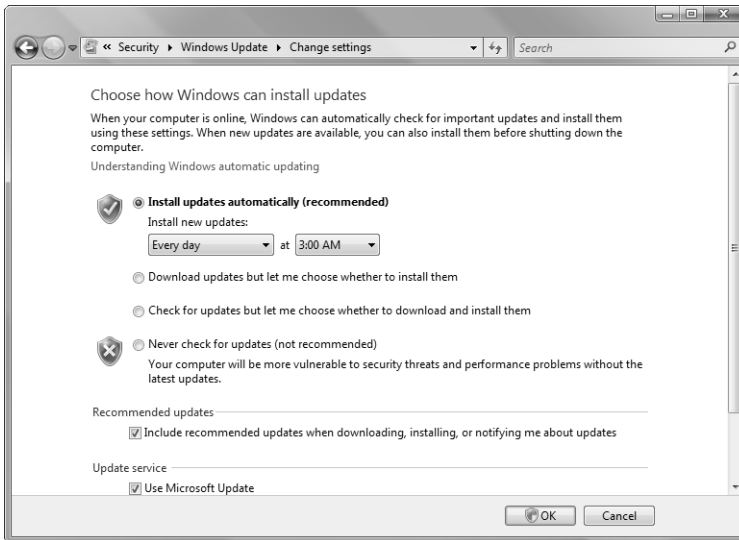 « Security ▸ Windows Update ▸ Change settings
Search
Choose how Windows can install updates
When your computer is online, Windows can automatically check for important updates and install them
using these settings. When new updates are available, you can also install them before shutting down the
computer.
Understanding Windows automatic updating
Install updates automatically (recommended)
Install new updates:
Every day at 3:00 AM
Download updates but let me choose whether to install them
Check for updates but let me choose whether to download and install them
Never check for updates (not recommended)
Your computer will be more vulnerable to security threats and performance problems without the
latest updates.
Recommended updates
Include recommended updates when downloading, installing, or notifying me about updates
Update service
Use Microsoft Update
OK Cancel